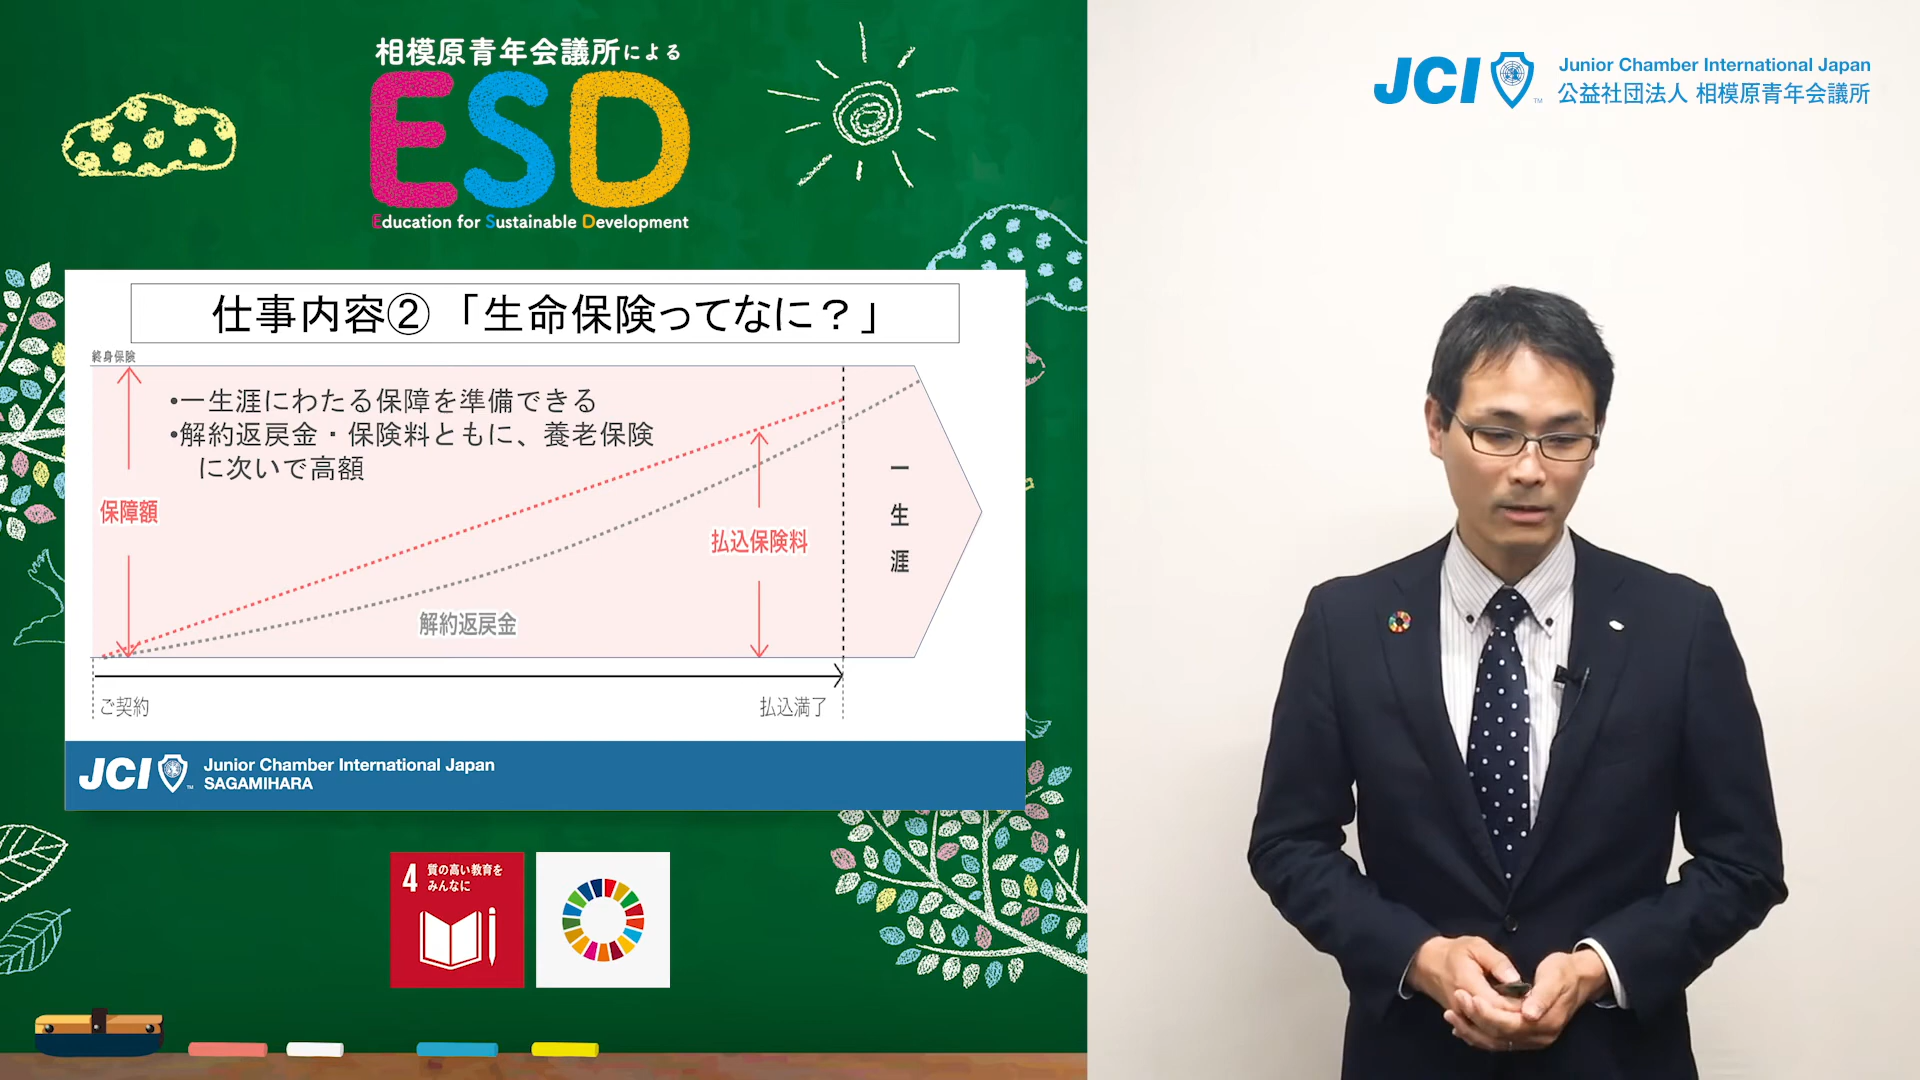 相模原青年会議所による
ESD
Education for Sustainable Development
JCI
Junior Chamber International Japan
公益社団法人 相模原青年会議所
仕事内容②「生命保険ってなに？」
終身保険
•一生涯にわたる保障を準備できる
•解約返戻金・保険料ともに、養老保険
に次いで高額
保障額
払込保険料
一生涯
解約返戻金
ご契約
払込満了
JCI
TM
Junior Chamber International Japan
SAGAMIHARA
4 質の高い教育を
みんなに